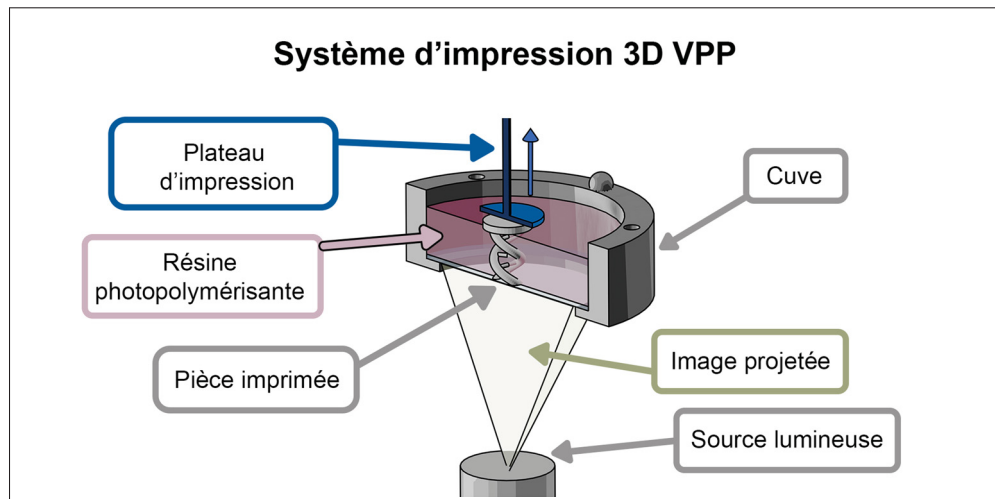 Système d’impression 3D VPP
Plateau
d’impression
Cuve
Résine
photopolymérisante
Pièce imprimée
Image projetée
Source lumineuse